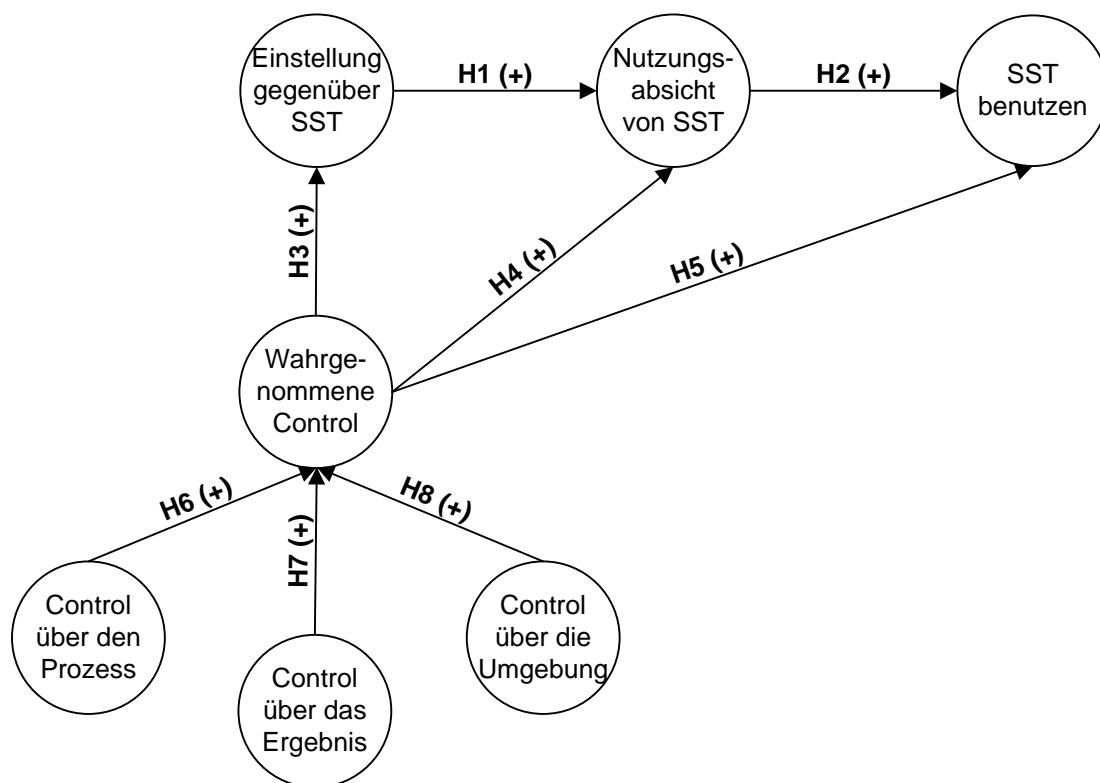 Einstellung
gegenüber
SST
H1 (+)
Nutzungs-
absicht
von SST
H2 (+)
SST
benutzen
H3 (+)
H4 (+)
H5 (+)
Wahrge-
nommene
Control
H6 (+)
H7 (+)
H8 (+)
Control
über den
Prozess
Control
über das
Ergebnis
Control
über die
Umgebung